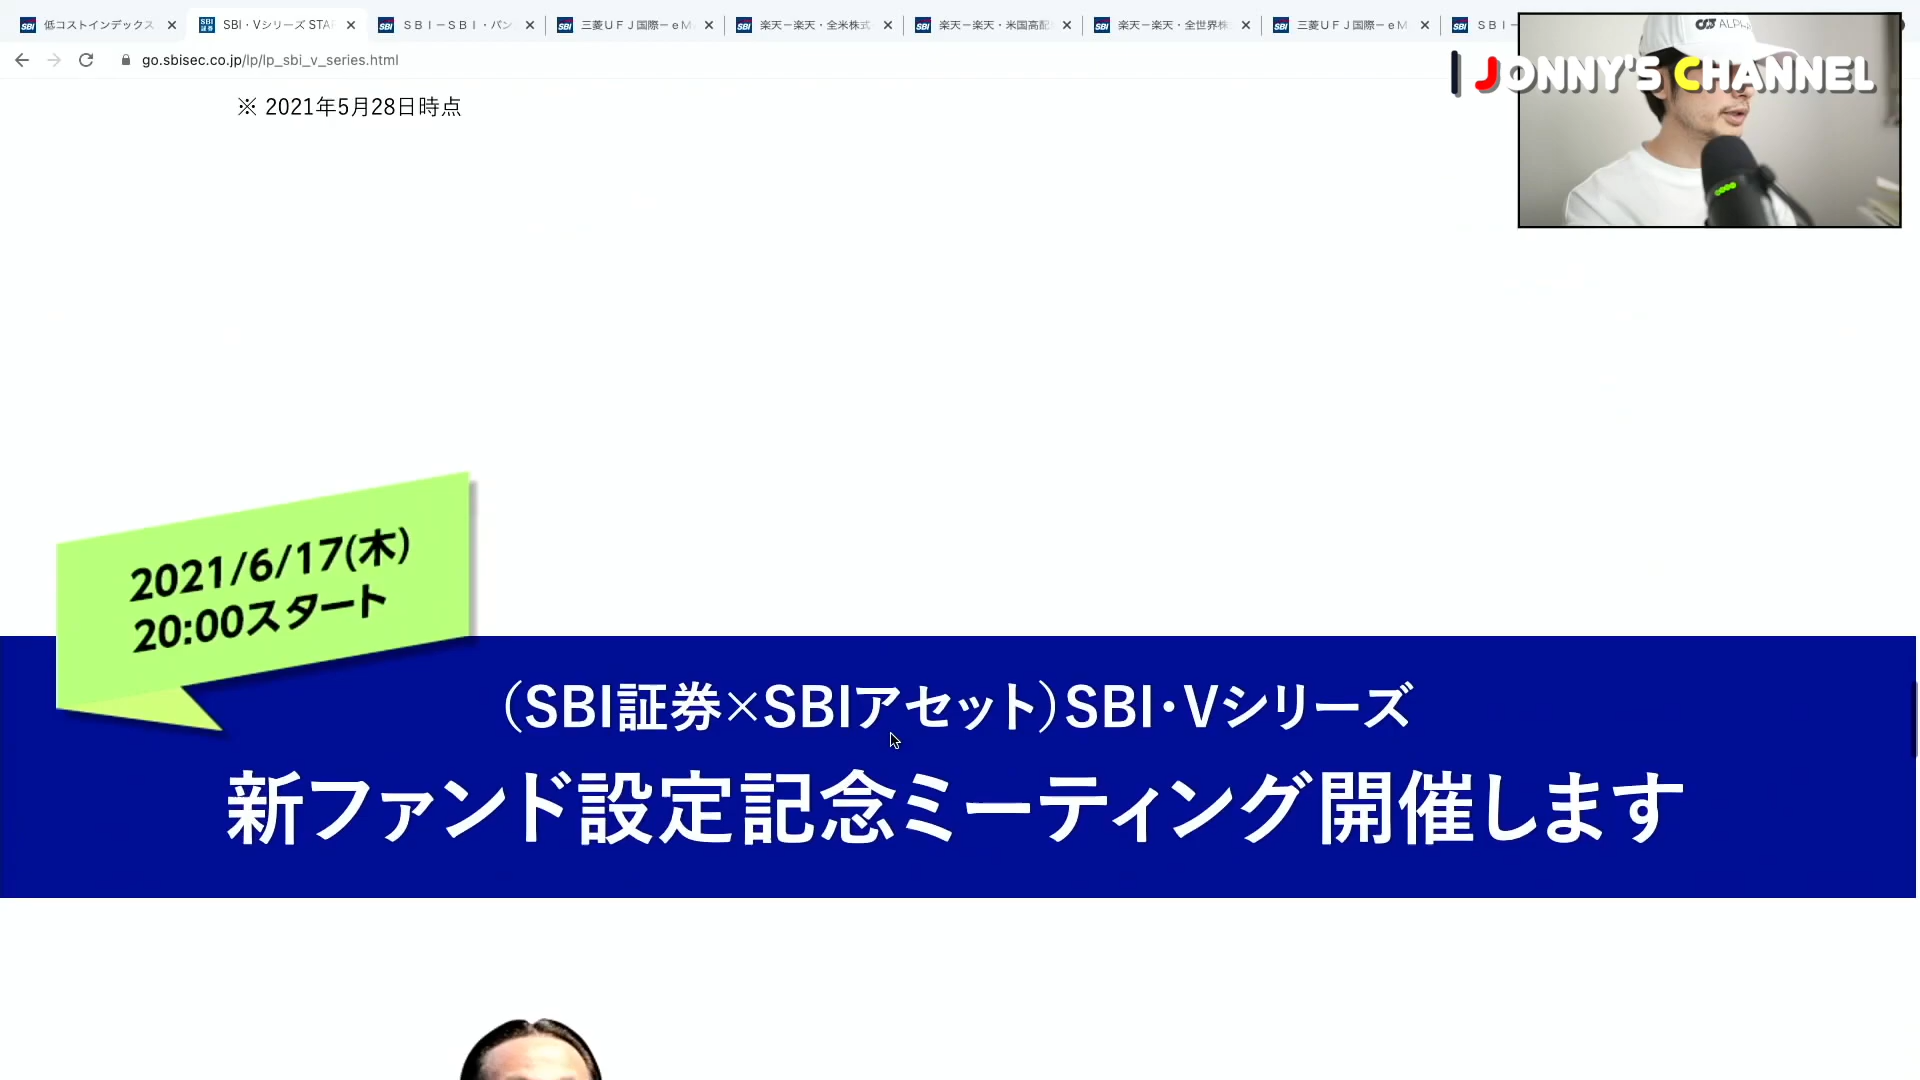 低コストインデックス
SBI・Vシリーズ STA
ＳＢＩ－ＳＢＩ・バン
三菱ＵＦＪ国際－ｅＭ
楽天－楽天・全米株式
楽天－楽天・米国高配
楽天－楽天・全世界株
三菱ＵＦＪ国際－ｅＭ
ＳＢＩ－
go.sbisec.co.jp/lp/lp_sbi_v_series.html
JONNY'S CHANNEL
※ 2021年5月28日時点
2021/6/17(木)
20:00スタート
（SBI証券×SBIアセット）SBI・Vシリーズ
新ファンド設定記念ミーティング開催します